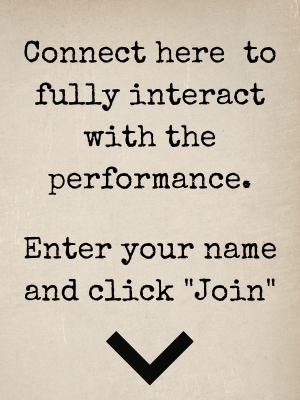 Connect here to
fully interact
with the
performance.
Enter your name
and click "Join"